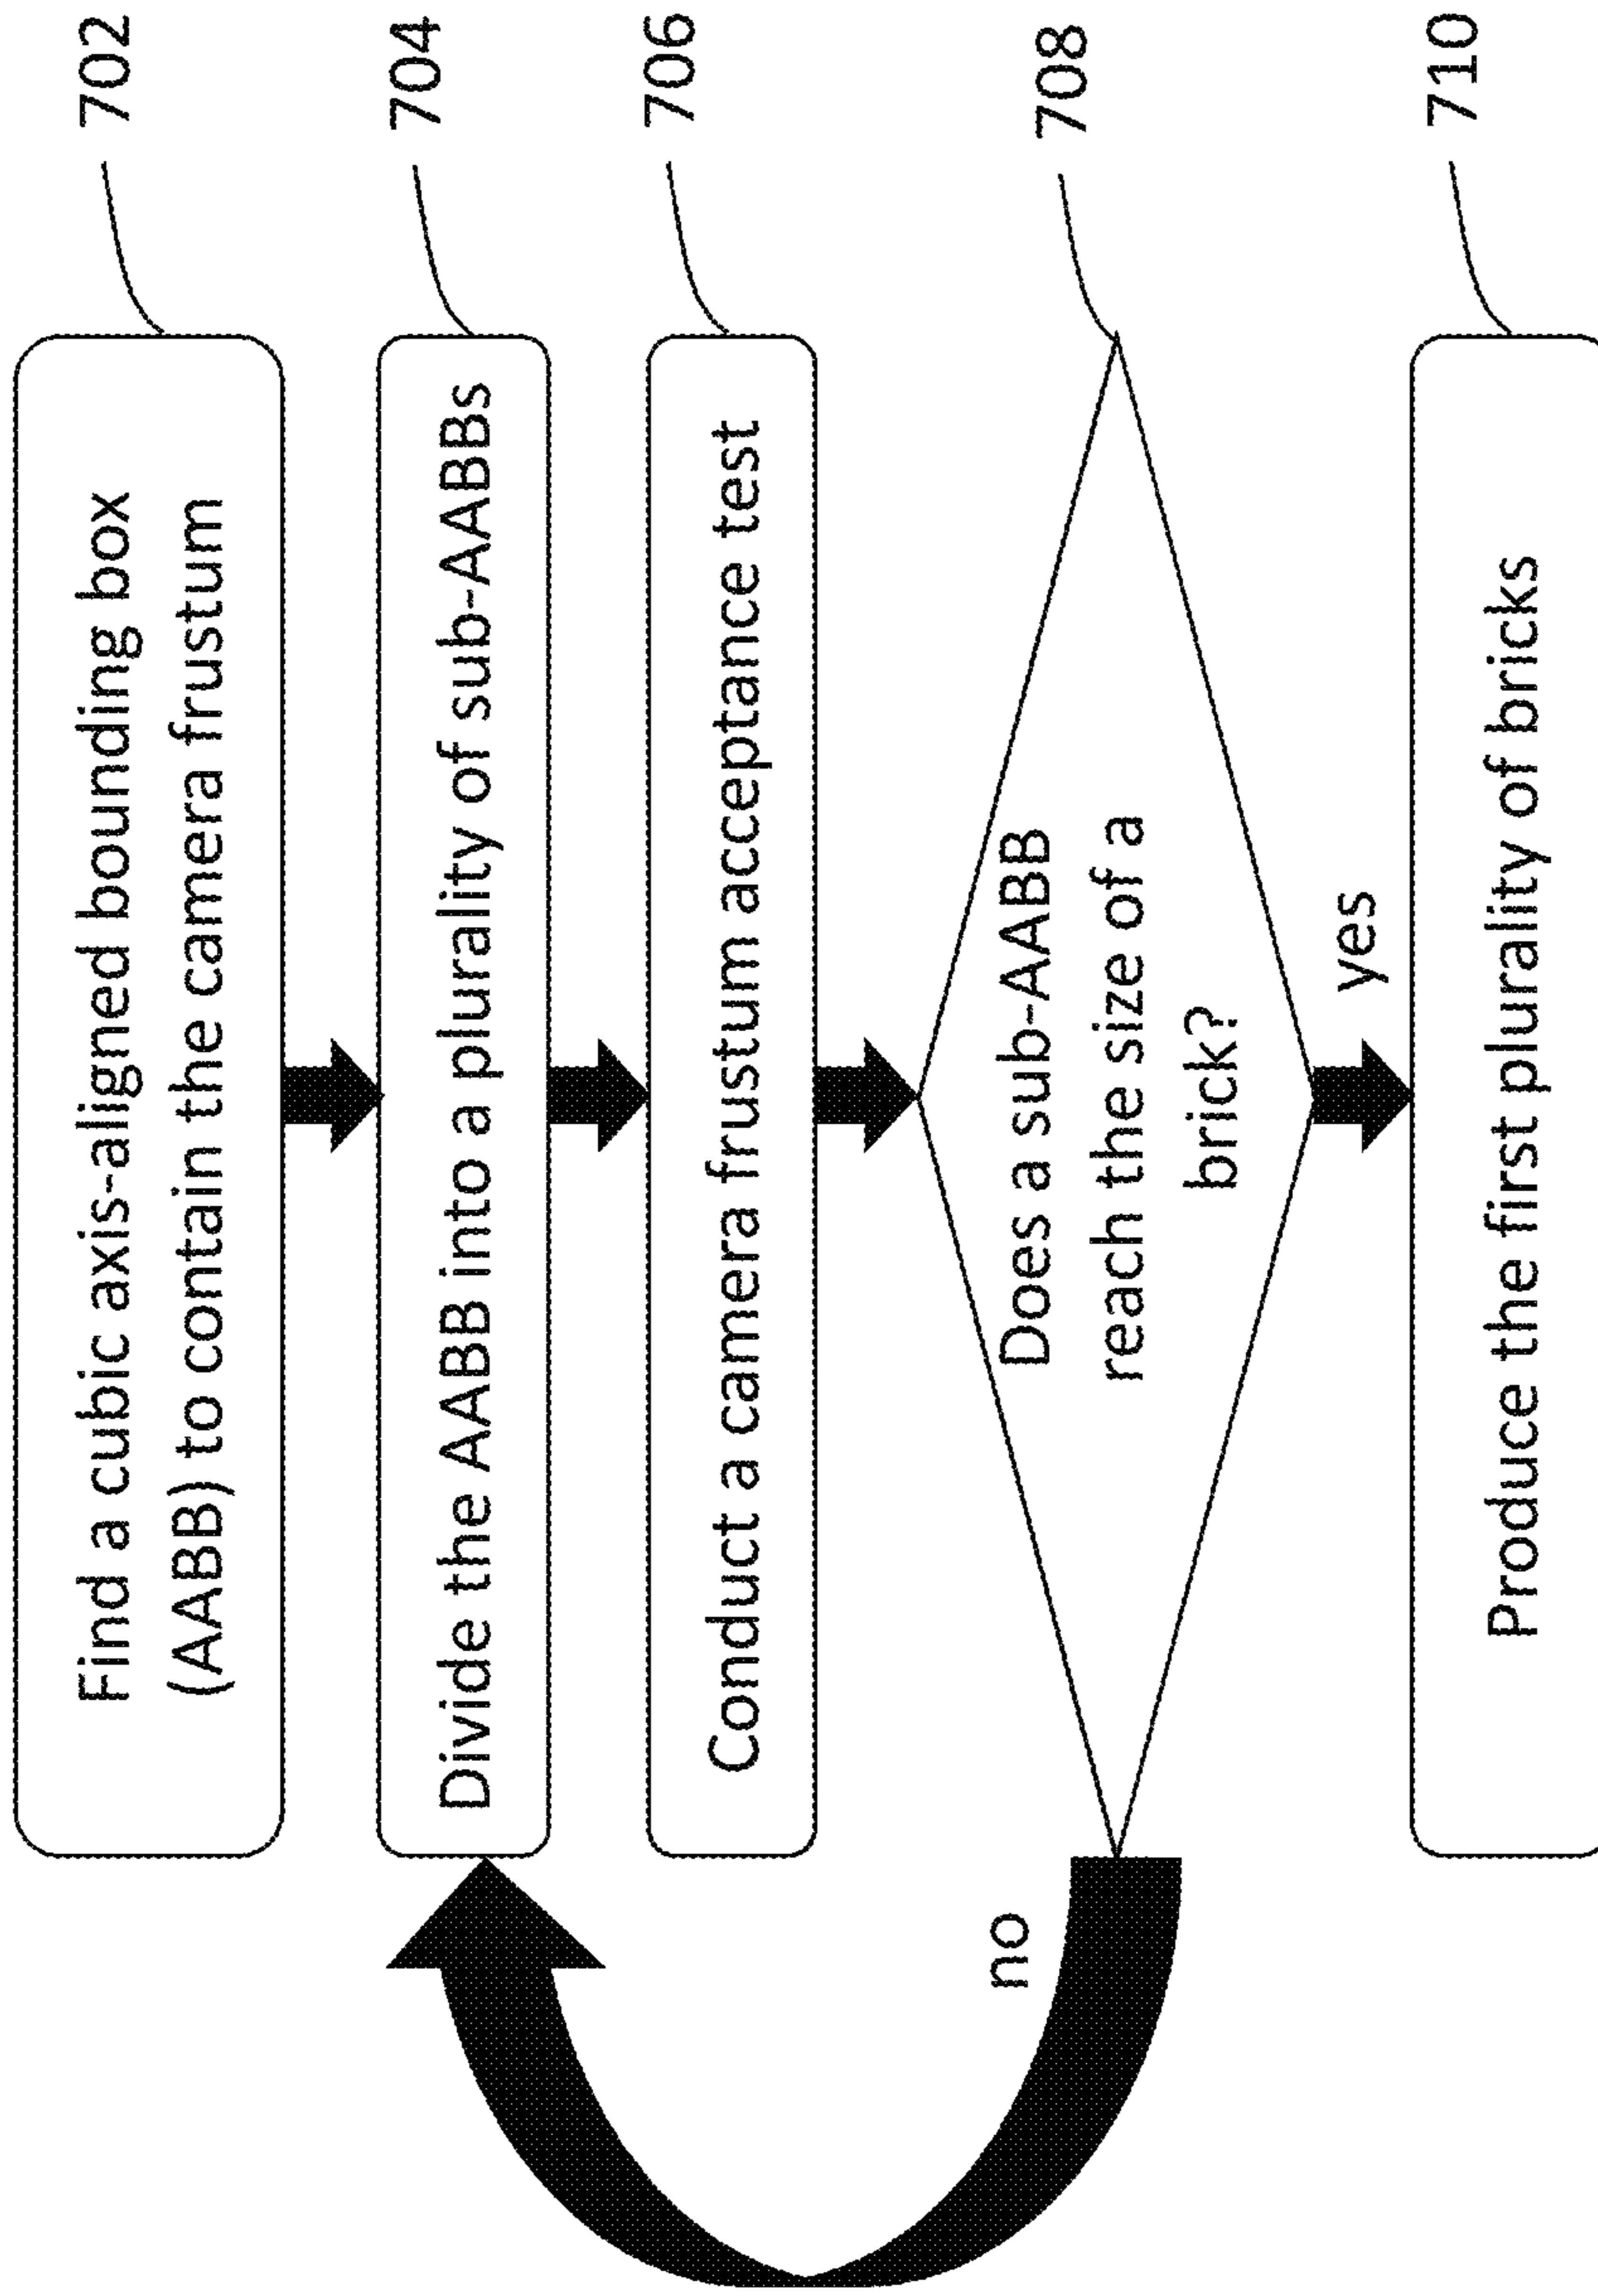 Find a cubic axis-aligned bounding box
(AABB) to contain the camera frustum
702
Divide the AABB into a plurality of sub-AABBs
704
Conduct a camera frustum acceptance test
706
Does a sub-AABB
reach the size of a
brick?
708
no
yes
Produce the first plurality of bricks
710